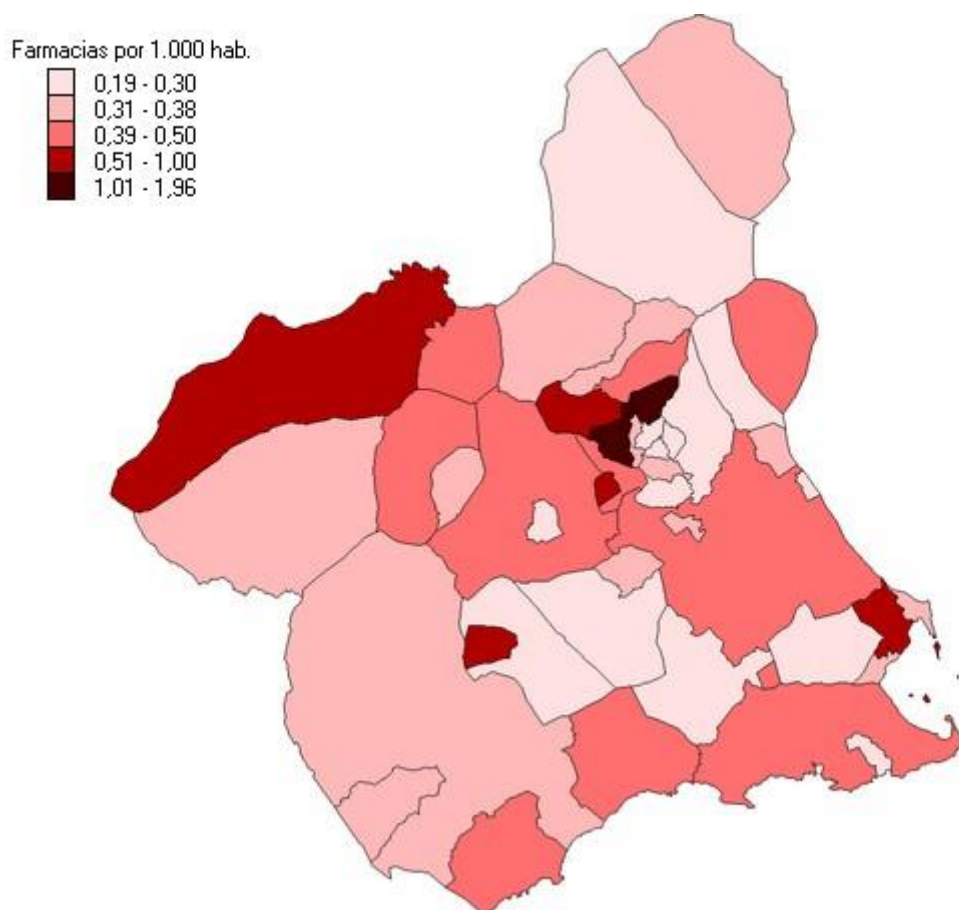 Farmacias por 1.000 hab.
0,19 - 0,30
0,31 - 0,38
0,39 - 0,50
0,51 - 1,00
1,01 - 1,96